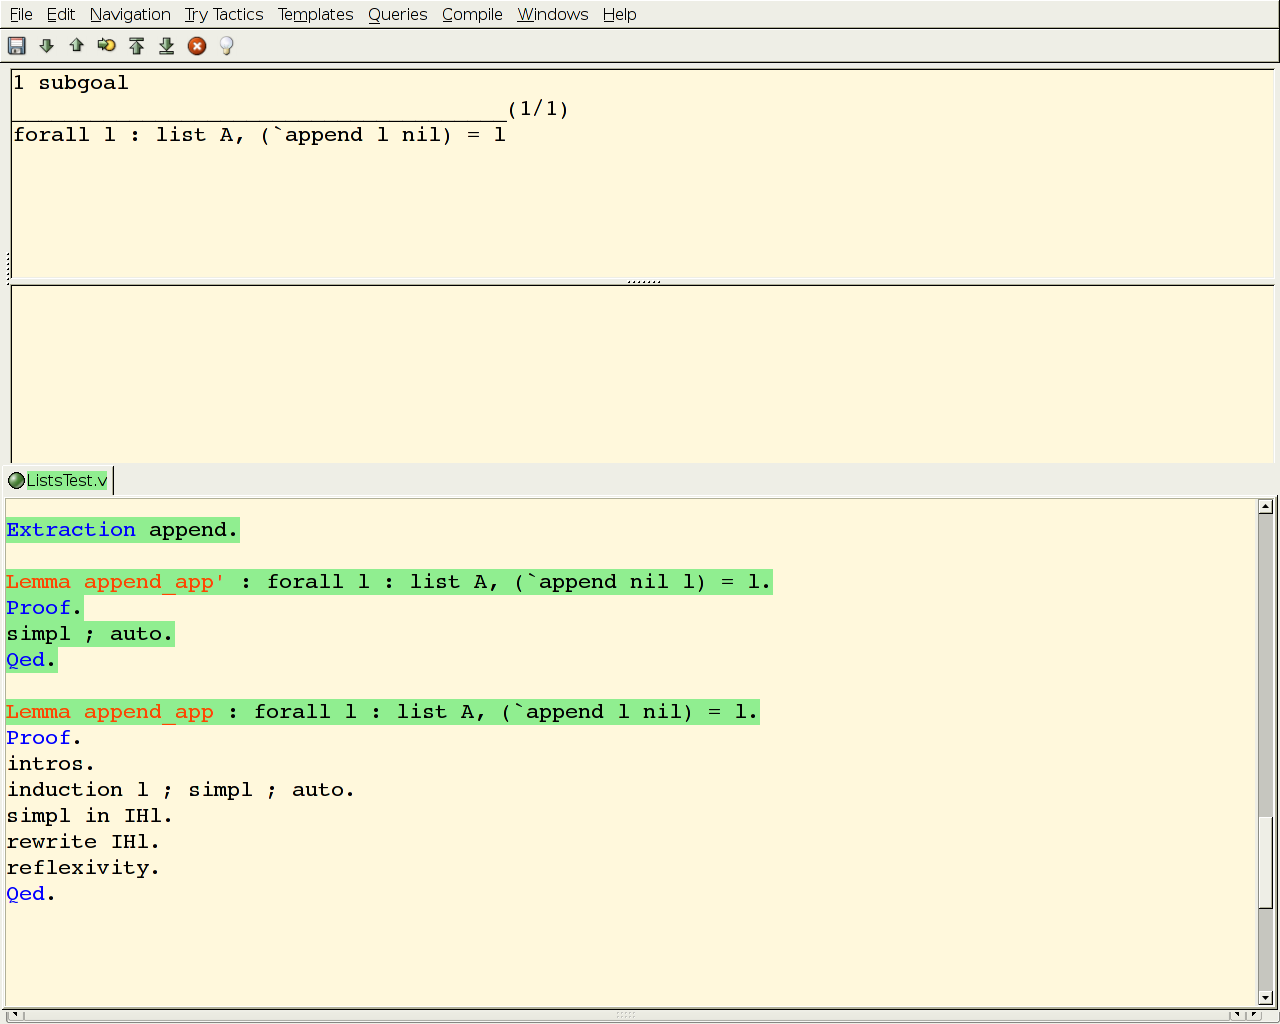 File Edit Navigation Try Tactics Templates Queries Compile Windows Help
1 subgoal
______________________________________(1/1)
forall l : list A, (`append l nil) = l
ListsTest.v
Extraction append.
Lemma append_app' : forall l : list A, (`append nil l) = l.
Proof.
simpl ; auto.
Qed.
Lemma append_app : forall l : list A, (`append l nil) = l.
Proof.
intros.
induction l ; simpl ; auto.
simpl in IHl.
rewrite IHl.
reflexivity.
Qed.